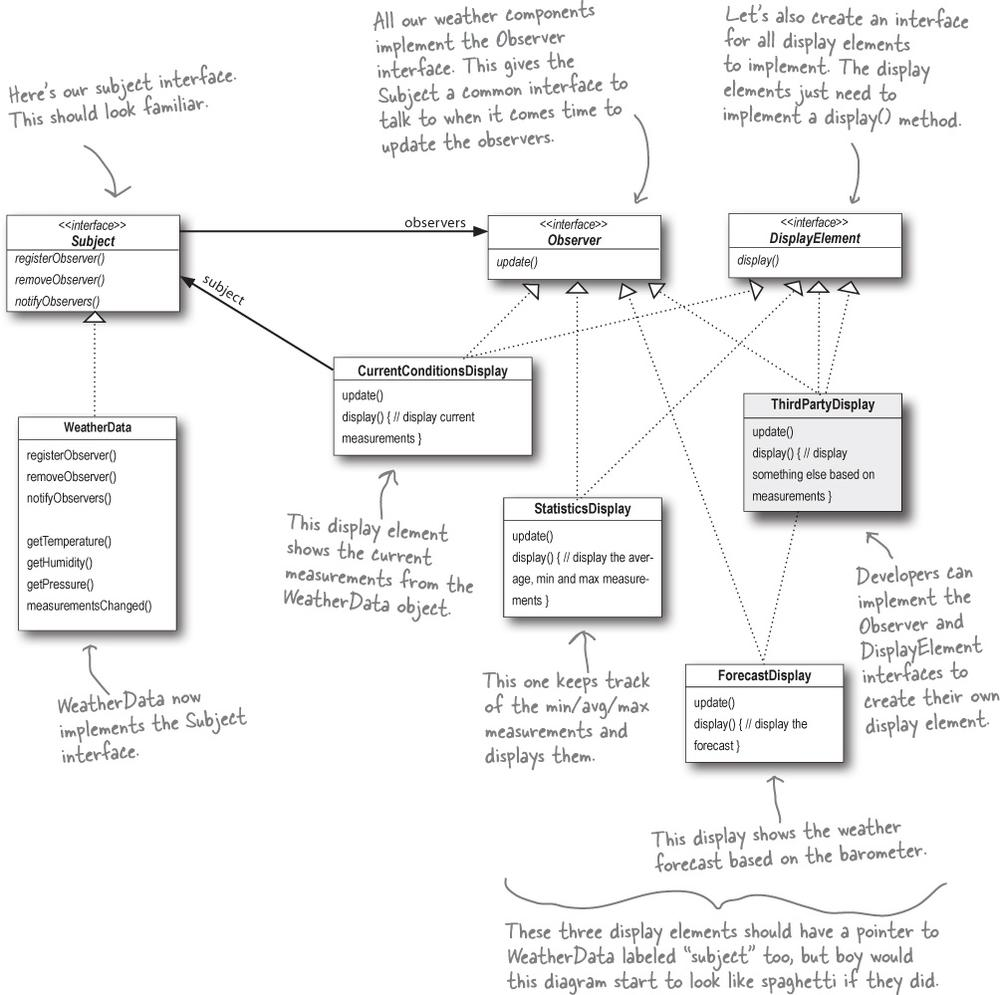 Here's our subject interface.
This should look familiar.
All our weather components
implement the Observer
interface. This gives the
Subject a common interface to
talk to when it comes time to
update the observers.
Let's also create an interface
for all display elements
to implement. The display
elements just need to
implement a display() method.
<<interface>>
Subject
registerObserver()
removeObserver()
notifyObservers()
observers
<<interface>>
Observer
update()
<<interface>>
DisplayElement
display()
subject
CurrentConditionsDisplay
update()
display() { // display current
measurements }
WeatherData
registerObserver()
removeObserver()
notifyObservers()
getTemperature()
getHumidity()
getPressure()
measurementsChanged()
ThirdPartyDisplay
update()
display() { // display
something else based on
measurements }
StatisticsDisplay
update()
display() { // display the aver-
age, min and max measure-
ments }
This display element
shows the current
measurements from the
WeatherData object.
Developers can
implement the
Observer and
DisplayElement
interfaces to
create their own
display element.
ForecastDisplay
update()
display() { // display the
forecast }
WeatherData now
implements the Subject
interface.
This one keeps track
of the min/avg/max
measurements and
displays them.
This display shows the weather
forecast based on the barometer.
These three display elements should have a pointer to
WeatherData labeled "subject" too, but boy would
this diagram start to look like spaghetti if they did.